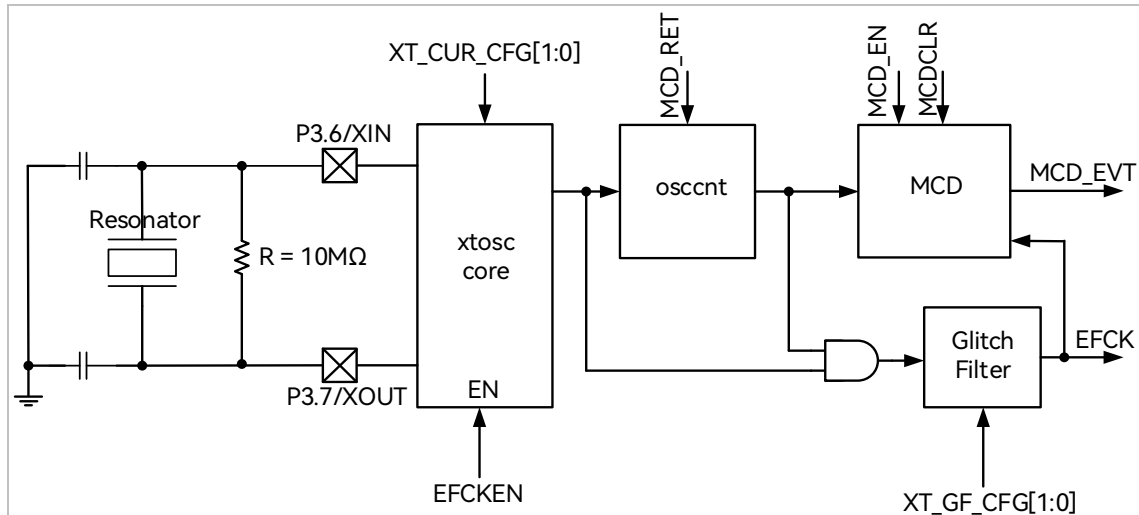 XT_CUR_CFG[1:0]
MCD_RET
MCD_EN
MCDCLR
P3.6/XIN
osccnt
MCD
MCD_EVT
Resonator
R = 10MΩ
xtosc
core
Glitch
Filter
EFCK
P3.7/XOUT
EN
EFCKEN
XT_GF_CFG[1:0]